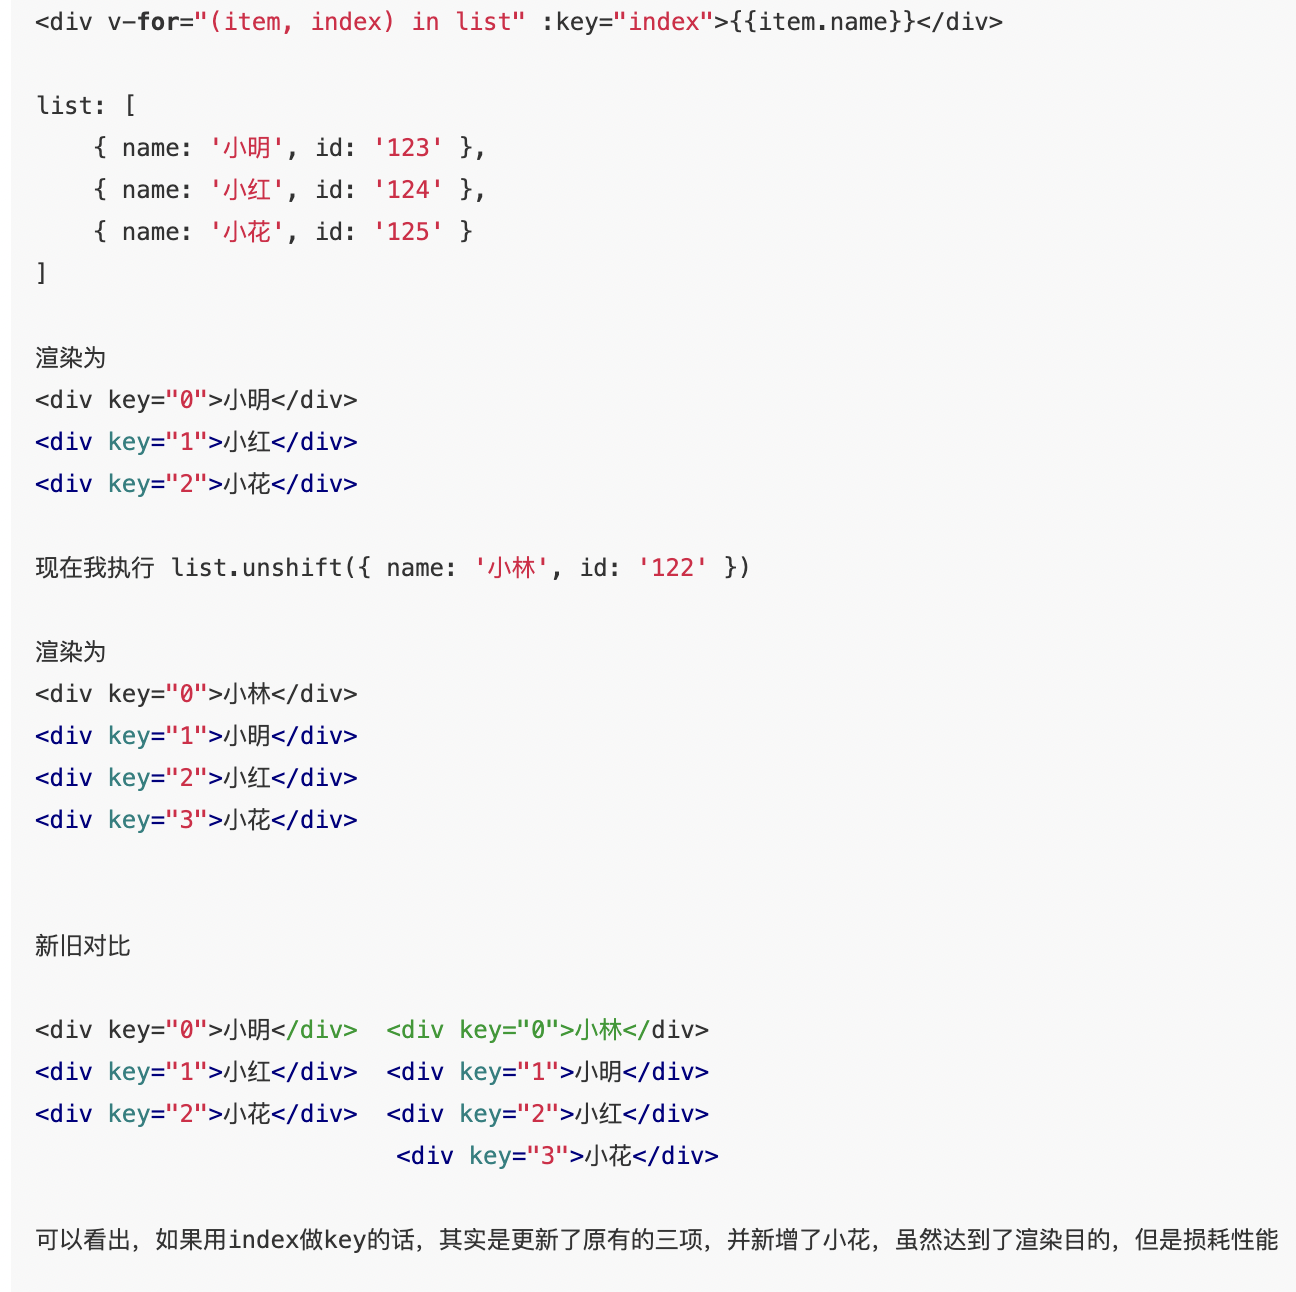 <div v-for="(item, index) in list" :key="index">{{item.name}}</div>
list: [
{ name: '小明', id: '123' },
{ name: '小红', id: '124' },
{ name: '小花', id: '125' }
]
渲染为
<div key="0">小明</div>
<div key="1">小红</div>
<div key="2">小花</div>
现在我执行 list.unshift({ name: '小林', id: '122' })
渲染为
<div key="0">小林</div>
<div key="1">小明</div>
<div key="2">小红</div>
<div key="3">小花</div>
新旧对比
<div key="0">小明</div>  <div key="0">小林</div>
<div key="1">小红</div>  <div key="1">小明</div>
<div key="2">小花</div>  <div key="2">小红</div>
<div key="3">小花</div>
可以看出，如果用index做key的话，其实是更新了原有的三项，并新增了小花，虽然达到了渲染目的，但是损耗性能